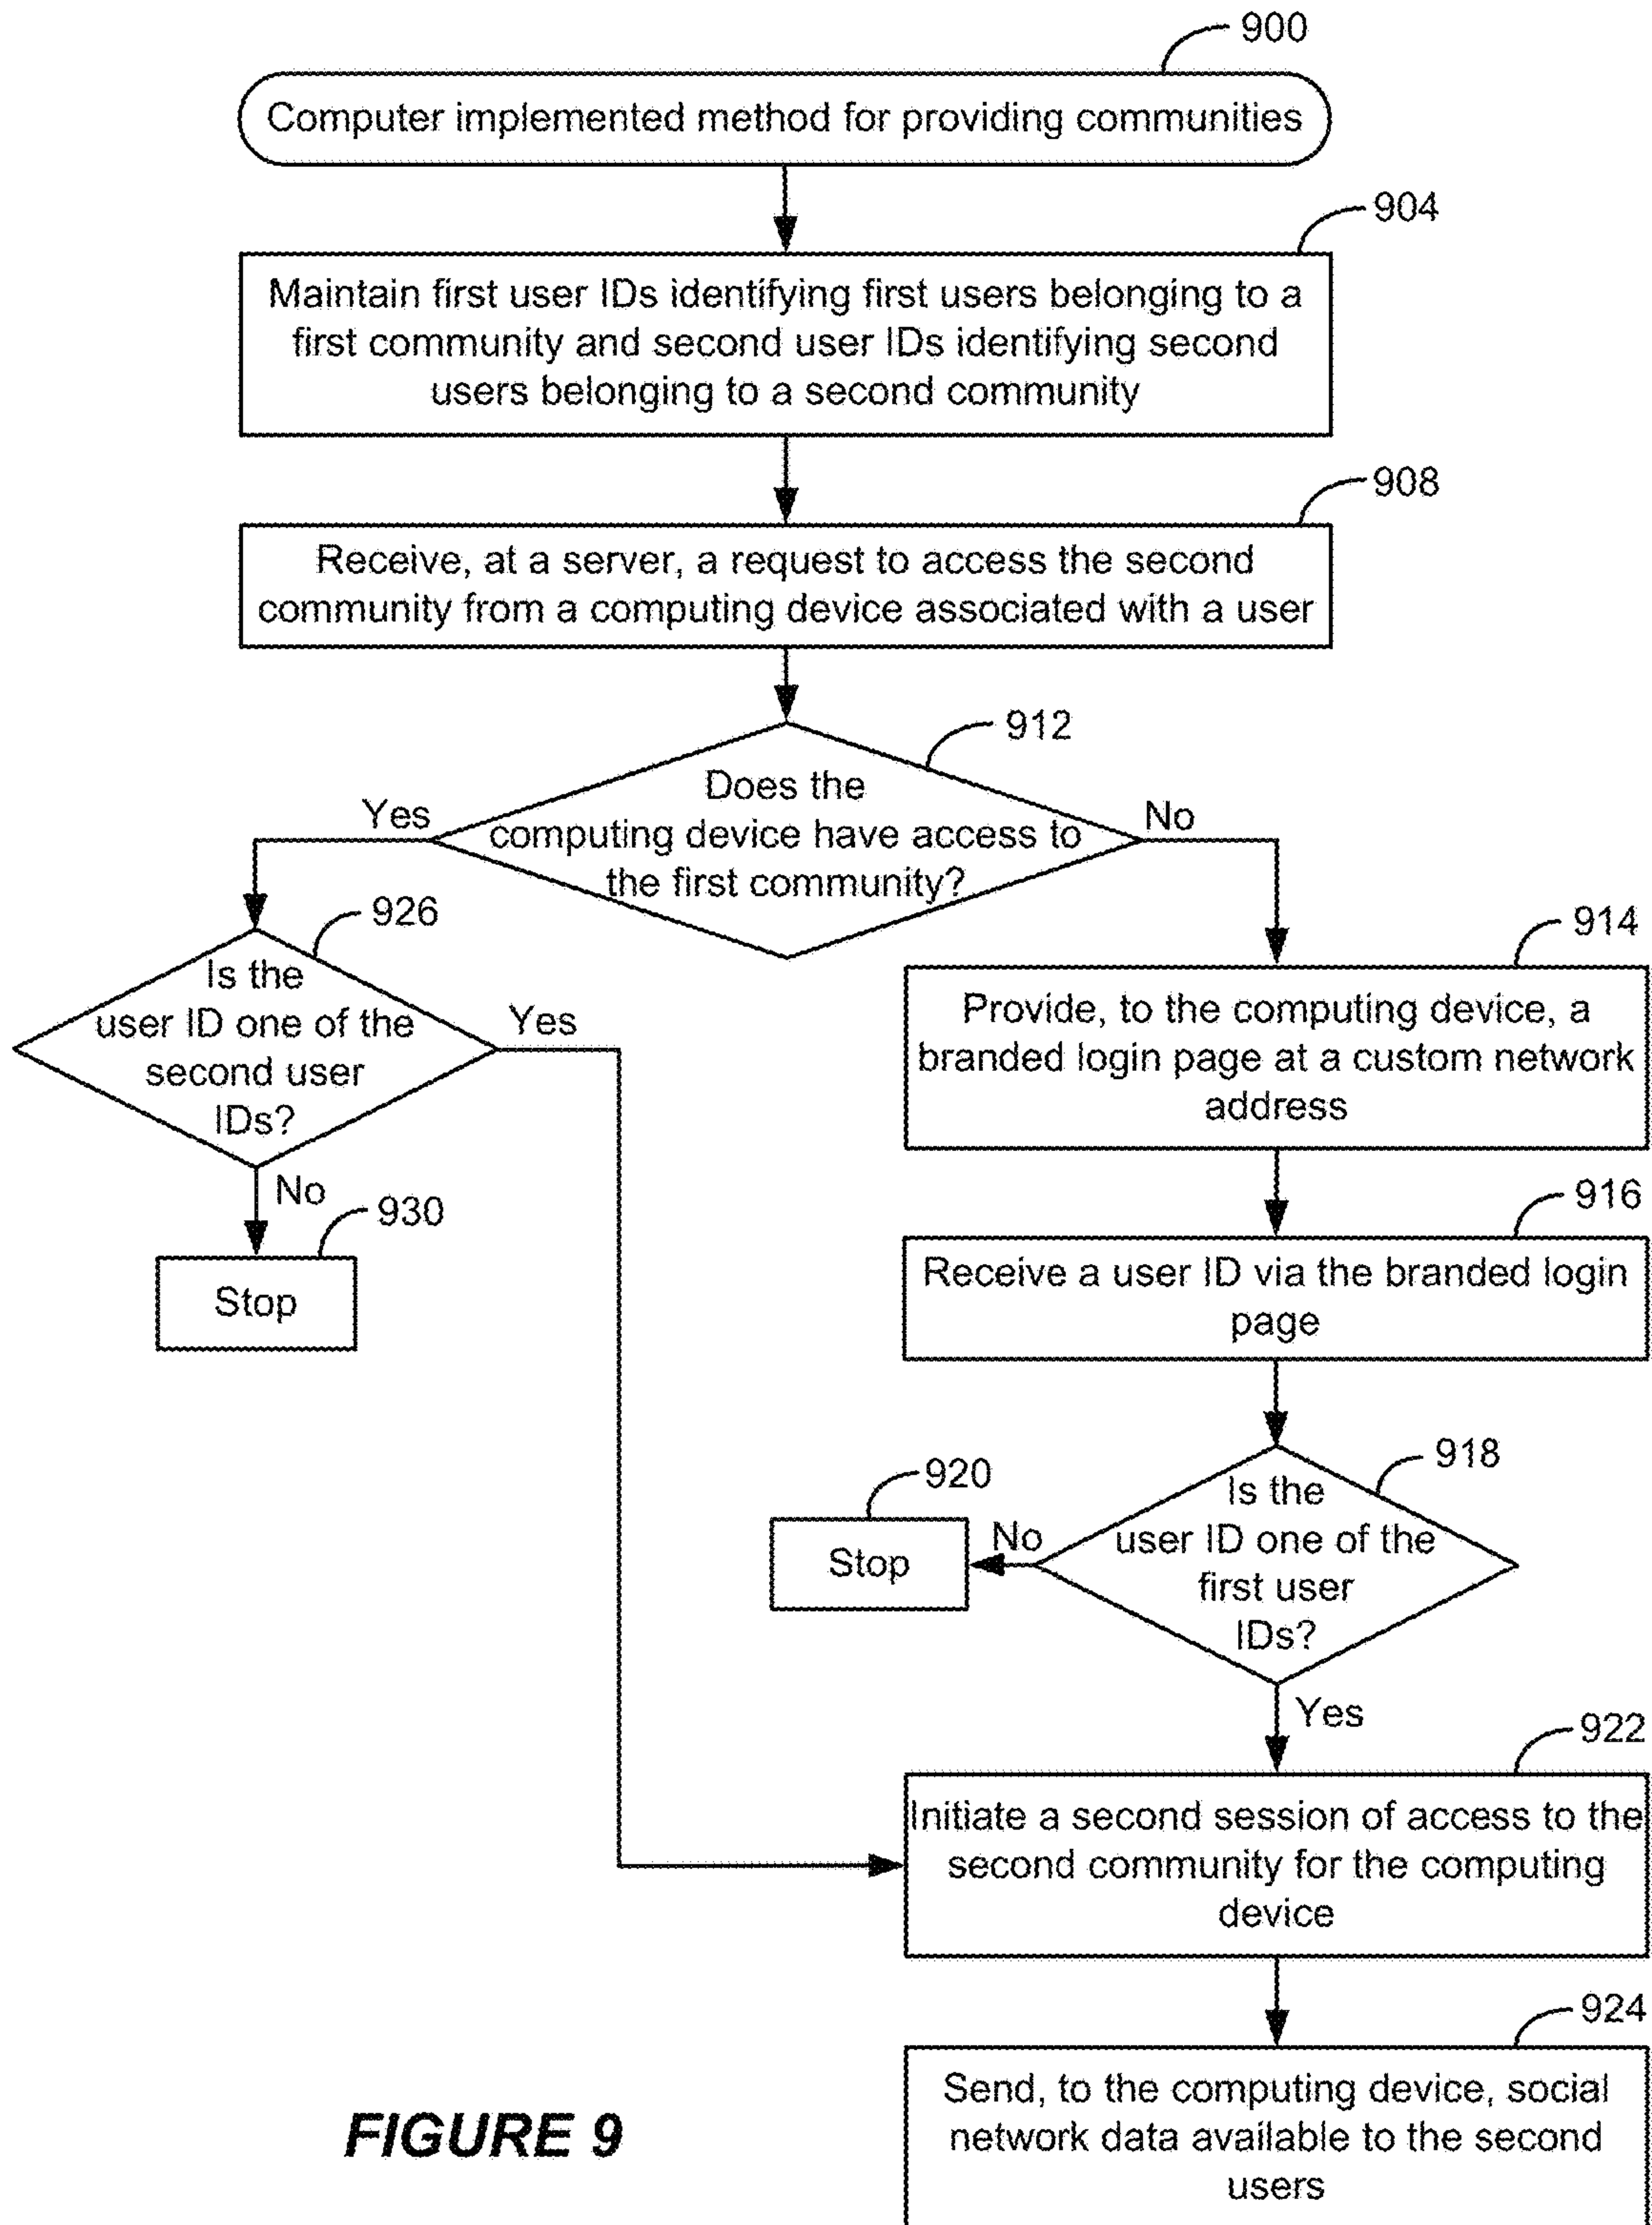 900
Computer implemented method for providing communities
904
Maintain first user IDs identifying first users belonging to a
first community and second user IDs identifying second
users belonging to a second community
908
Receive, at a server, a request to access the second
community from a computing device associated with a user
912
Does the
computing device have access to
the first community?
Yes
No
926
Is the
user ID one of the
second user
IDs?
Yes
No
930
Stop
914
Provide, to the computing device, a
branded login page at a custom network
address
916
Receive a user ID via the branded login
page
918
Is the
user ID one of the
first user
IDs?
No
920
Stop
Yes
922
Initiate a second session of access to the
second community for the computing
device
924
Send, to the computing device, social
network data available to the second
users
FIGURE 9